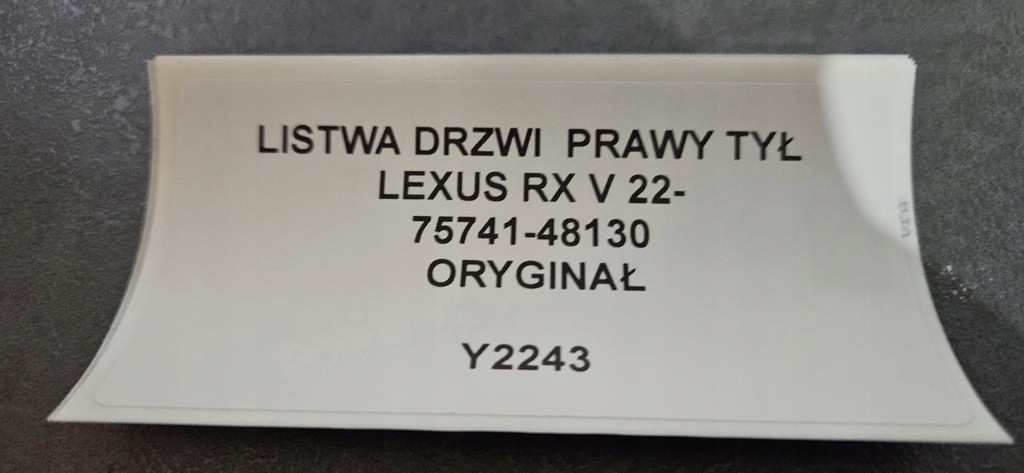 LISTWA DRZWI PRAWY TYŁ
LEXUS RX V 22-
75741-48130
ORYGINAŁ
Y2243